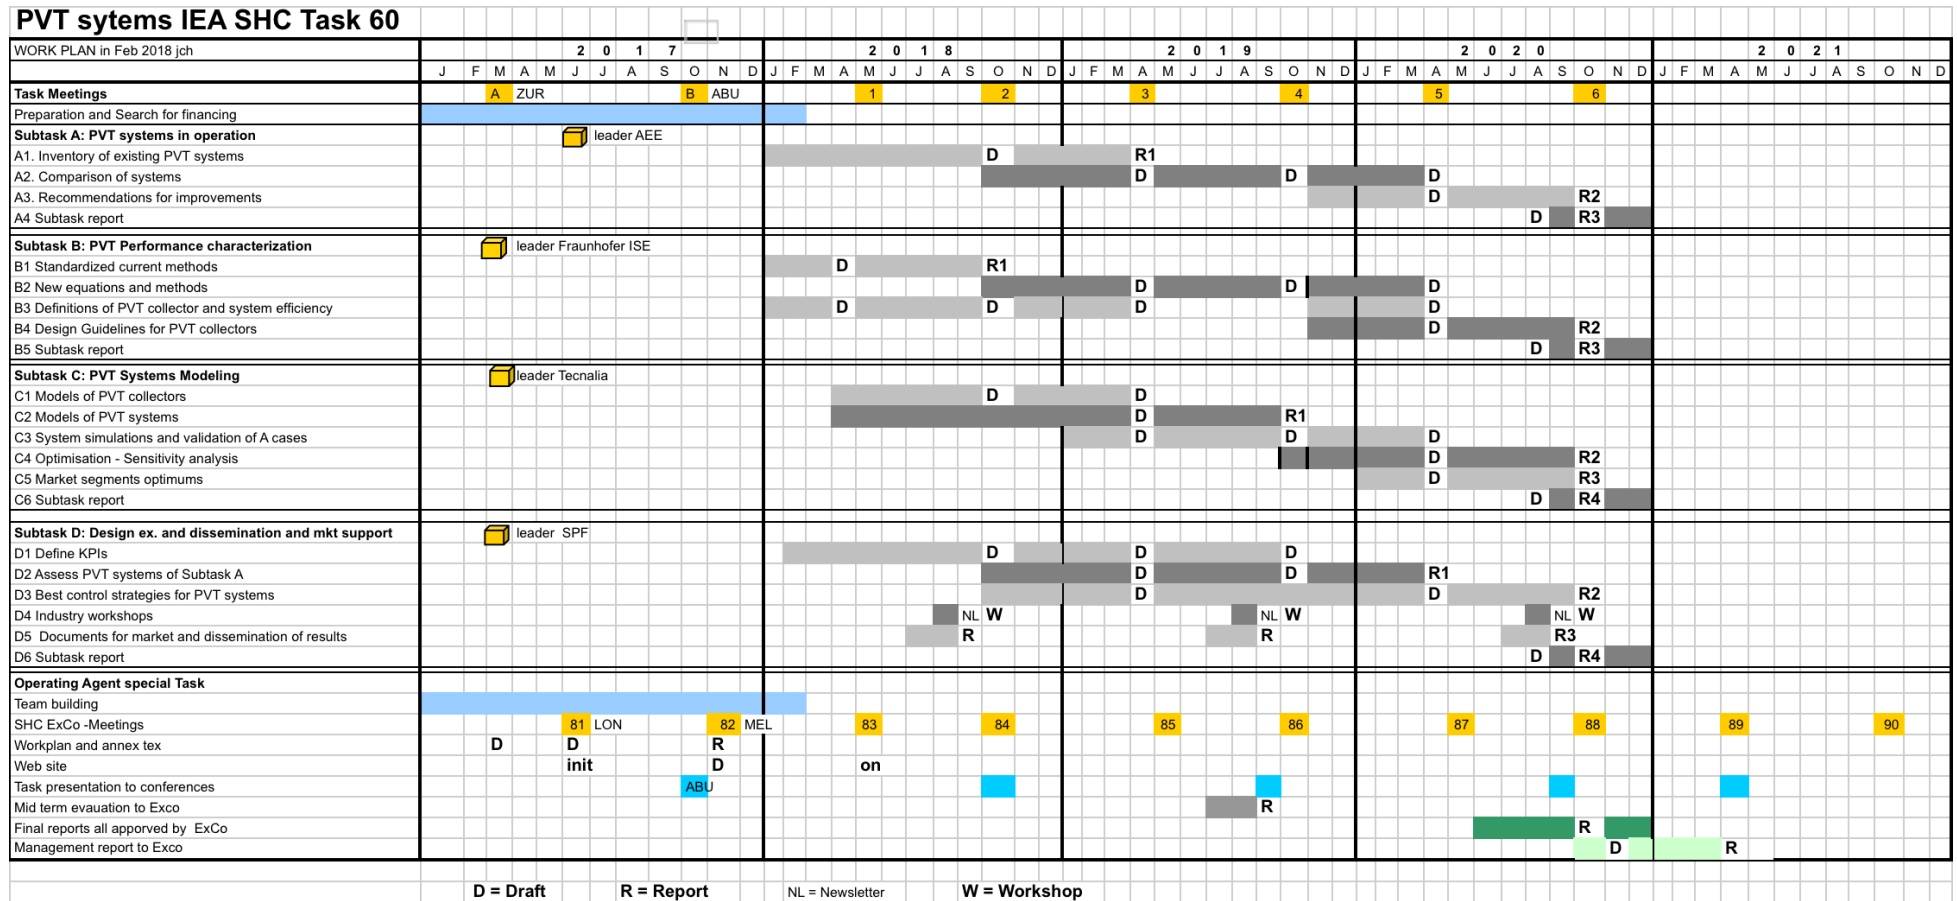 PVT sytems IEA SHC Task 60
WORK PLAN in Feb 2018 jch 2 0 1 7 2 0 1 8 2 0 1 9 2 0 2 0 2 0 2 1
J F M A M J J A S O N D J F M A M J J A S O N D J F M A M J J A S O N D J F M A M J J A S O N D J F M A M J J A S O N D
Task Meetings A ZUR B ABU 1 2 3 4 5 6
Preparation and Search for financing
Subtask A: PVT systems in operation leader AEE
A1. Inventory of existing PVT systems D R1
A2. Comparison of systems D D D
A3. Recommendations for improvements D R2
A4 Subtask report D R3
Subtask B: PVT Performance characterization leader Fraunhofer ISE
B1 Standardized current methods D R1
B2 New equations and methods D D D
B3 Definitions of PVT collector and system efficiency D D D D
B4 Design Guidelines for PVT collectors D R2
B5 Subtask report D R3
Subtask C: PVT Systems Modeling leader Tecnalia
C1 Models of PVT collectors D D
C2 Models of PVT systems D R1
C3 System simulations and validation of A cases D D D
C4 Optimisation - Sensitivity analysis D R2
C5 Market segments optimums D R3
C6 Subtask report D R4
Subtask D: Design ex. and dissemination and mkt support leader SPF
D1 Define KPIs D D D
D2 Assess PVT systems of Subtask A D D R1
D3 Best control strategies for PVT systems D D R2
D4 Industry workshops NL W NL W NL W
D5 Documents for market and dissemination of results R R R3
D6 Subtask report D R4
Operating Agent special Task
Team building
SHC ExCo -Meetings 81 LON 82 MEL 83 84 85 86 87 88 89 90
Workplan and annex tex D D R
Web site init D on
Task presentation to conferences ABU
Mid term evauation to Exco R
Final reports all apporved by ExCo R
Management report to Exco D R
D = Draft R = Report NL = Newsletter W = Workshop